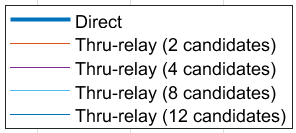 Direct
Thru-relay (2 candidates)
Thru-relay (4 candidates)
Thru-relay (8 candidates)
Thru-relay (12 candidates)